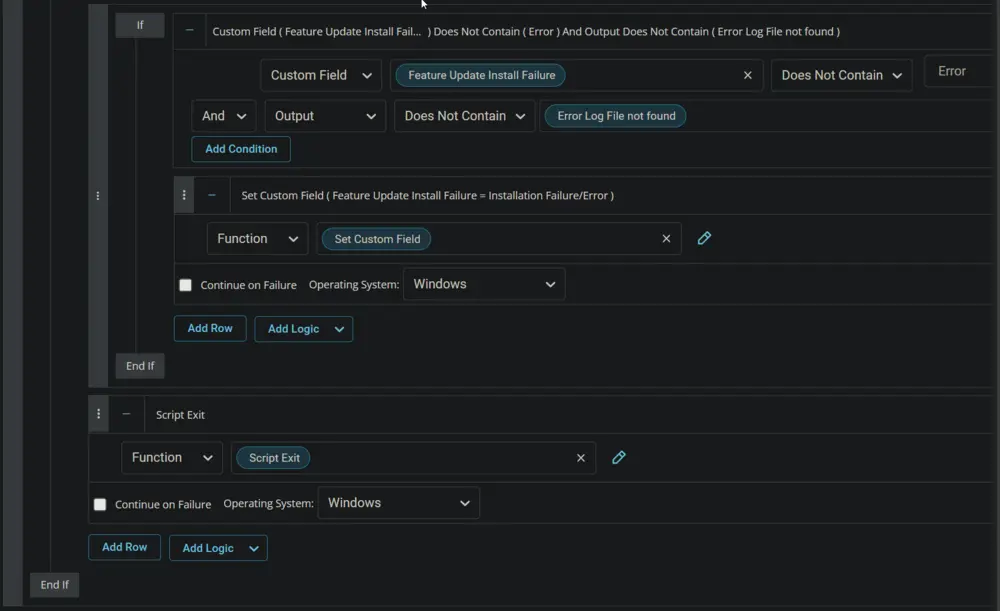 If
Custom Field ( Feature Update Install Fail... ) Does Not Contain ( Error ) And Output Does Not Contain ( Error Log File not found )
Custom Field Feature Update Install Failure Does Not Contain Error
And Output Does Not Contain Error Log File not found
Add Condition
Set Custom Field ( Feature Update Install Failure = Installation Failure/Error )
Function Set Custom Field
Continue on Failure Operating System: Windows
Add Row Add Logic
End If
Script Exit
Function Script Exit
Continue on Failure Operating System: Windows
Add Row Add Logic
End If